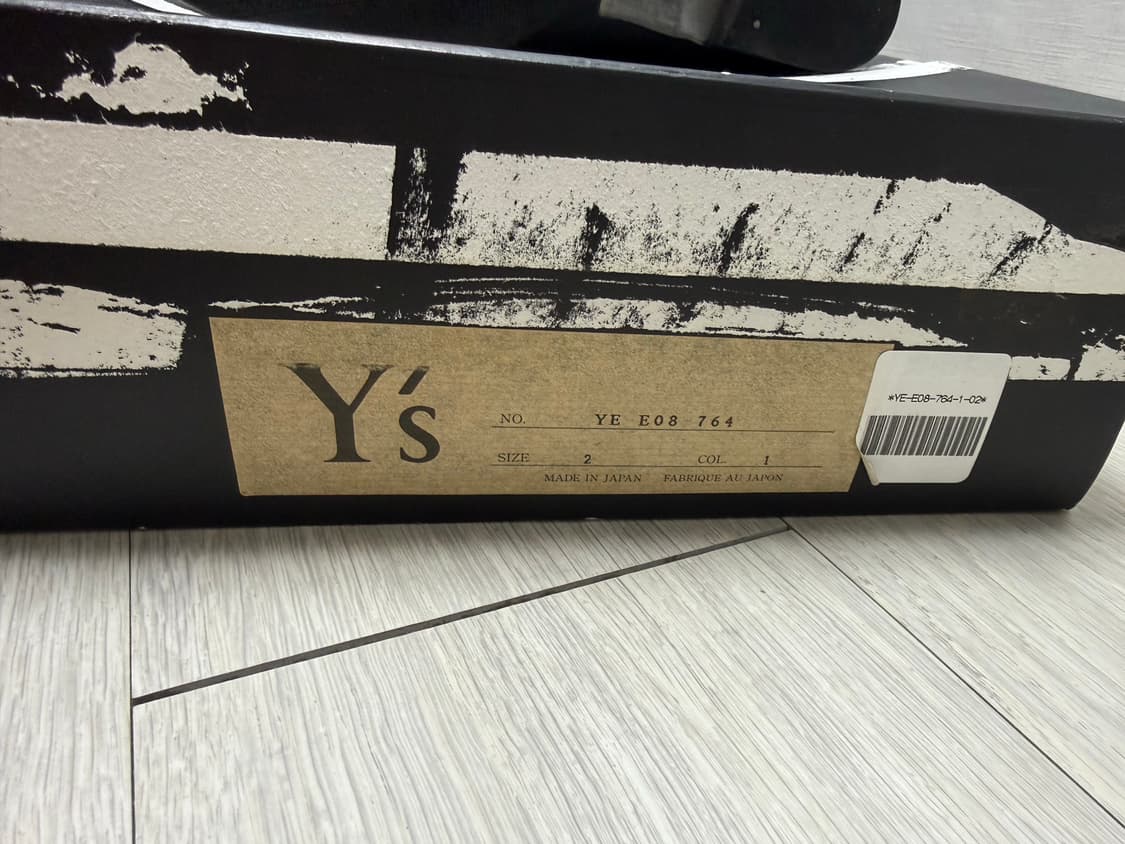 Y's
NO. YE E08 764
SIZE 2 COL. 1
MADE IN JAPAN FABRIQUE AU JAPON
*YE-E08-764-1-02*